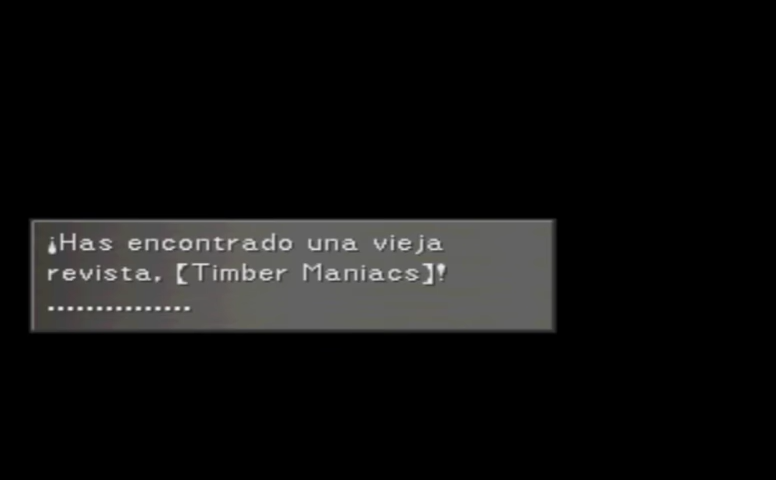 ¡Has encontrado una vieja
revista, [Timber Maniacs]!
...............